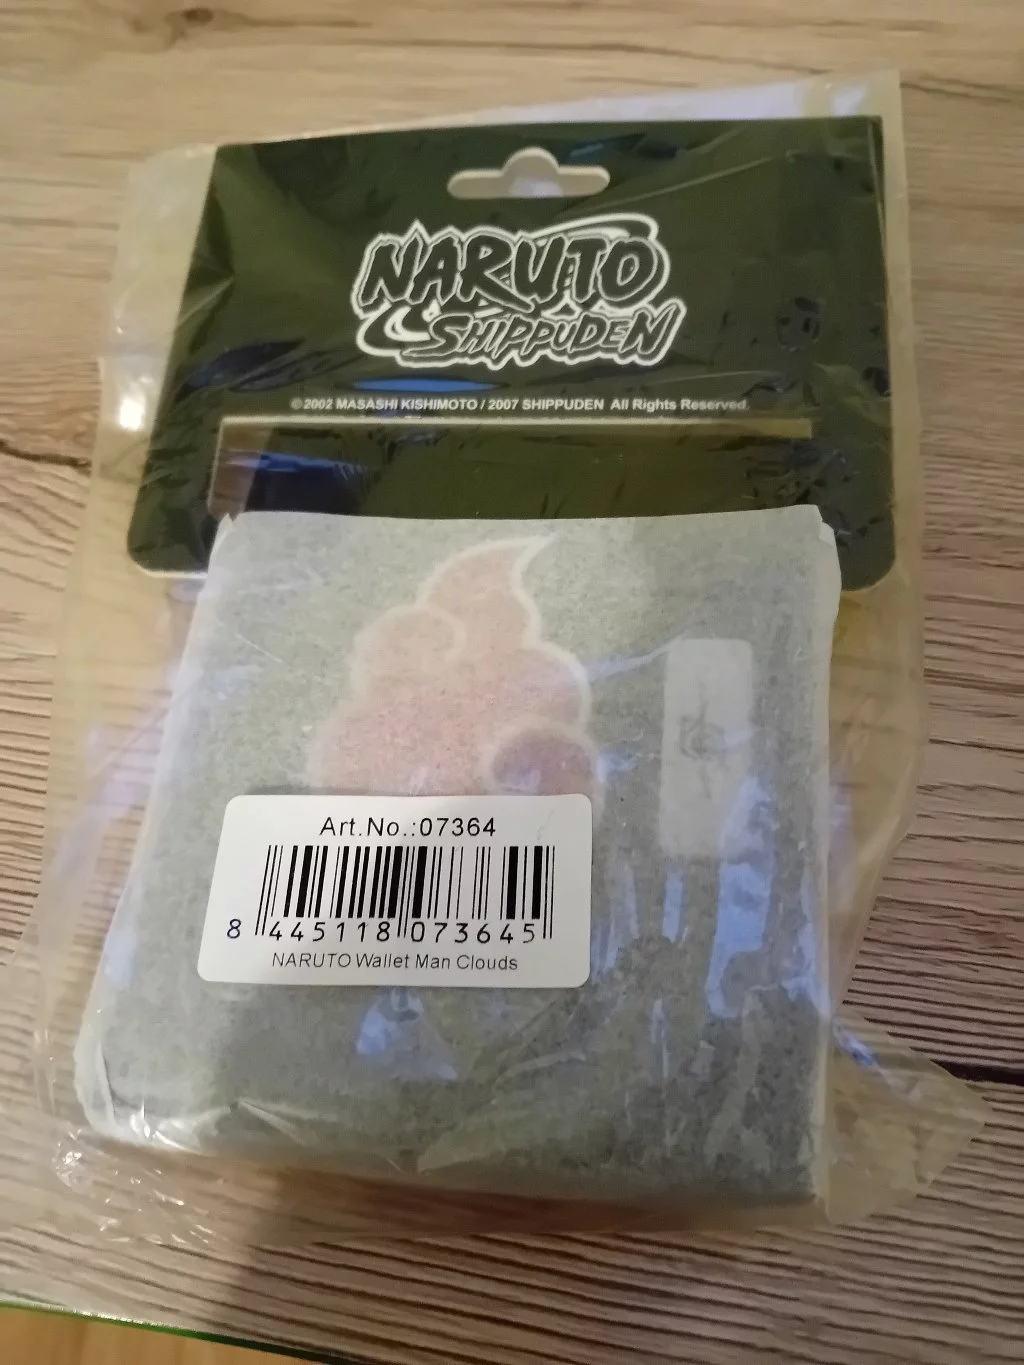 NARUTO
SHIPPUDEN
©2002 MASASHI KISHIMOTO / 2007 SHIPPUDEN All Rights Reserved.
Art.No.:07364
8 445118 073645
NARUTO Wallet Man Clouds